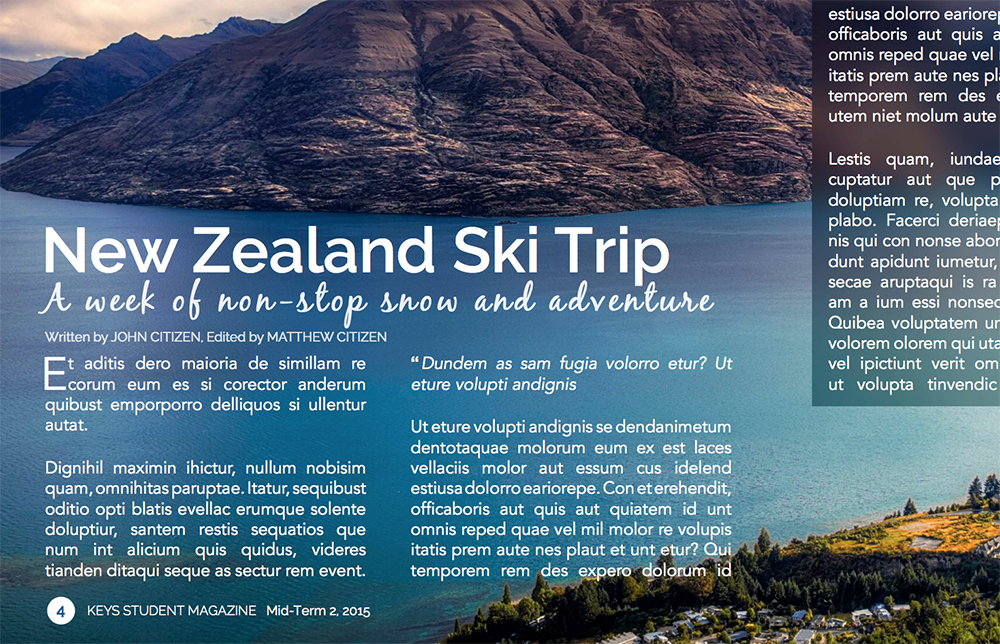 New Zealand Ski Trip
A week of non-stop snow and adventure
Written by JOHN CITIZEN, Edited by MATTHEW CITIZEN
Et aditis dero maioria de simillam re
corum eum es si corector anderum
quibust emporporro delliquos si ullentur
autat.
Dignihil maximin ihictur, nullum nobisim
quam, omnihitas paruptae. Itatur, sequibust
oditio opti blatis evellac erumque solente
doluptiur, santem restis sequatios que
num int alicium quis quidus, videres
tianden ditaqui seque as sectur rem event.
“Dundem as sam fugia volorro etur? Ut
eture volupti andignis
Ut eture volupti andignis se dendanimetum
dentotaquae molorum eum ex est laces
vellaciis molor aut essum cus idelend
estiusa dolorro eariorepe. Con et erehendit,
officaboris aut quis aut quiatem id unt
omnis reped quae vel mil molor re volupis
itatis prem aute nes plaut et unt etur? Qui
temporem rem des expero dolorum id
estiusa dolorro eariorep
officaboris aut quis a
omnis reped quae vel
itatis prem aute nes pla
temporem rem des e
utem niet molum aute
Lestis quam, iundae
cuptatur aut que p
doluptiam re, volupta
plabo. Facerci deriaep
nis qui con nonse abor
dunt apidunt iumetur,
secae aruptaqui is ra
am a ium essi nonsec
Quibea voluptatem ur
volorem olorem qui uta
vel ipictiunt verit om
ut volupta tinvendic
4 KEYS STUDENT MAGAZINE Mid-Term 2, 2015